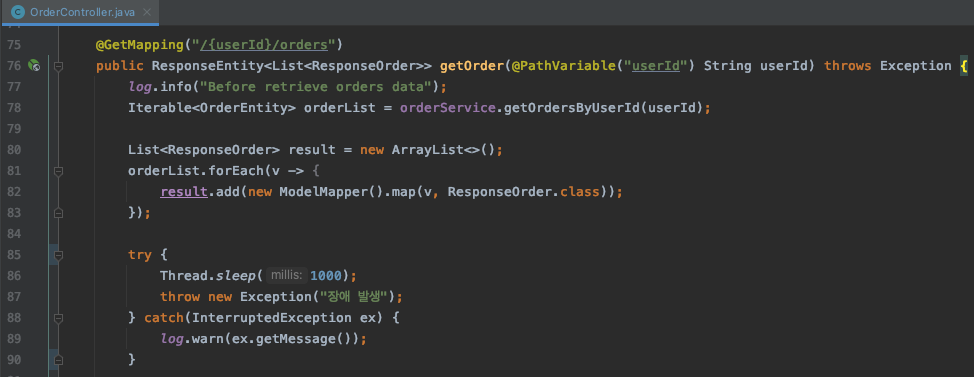 OrderController.java
75 @GetMapping("/{userId}/orders")
76 public ResponseEntity<List<ResponseOrder>> getOrder(@PathVariable("userId") String userId) throws Exception {
77 log.info("Before retrieve orders data");
78 Iterable<OrderEntity> orderList = orderService.getOrdersByUserId(userId);
79
80 List<ResponseOrder> result = new ArrayList<>();
81 orderList.forEach(v -> {
82 result.add(new ModelMapper().map(v, ResponseOrder.class));
83 });
84
85 try {
86 Thread.sleep( millis: 1000);
87 throw new Exception("장애 발생");
88 } catch(InterruptedException ex) {
89 log.warn(ex.getMessage());
90 }